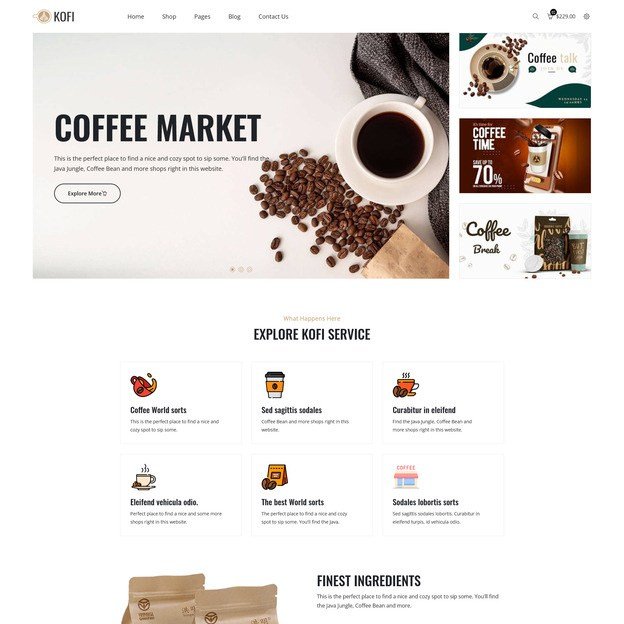 KOFI
Home Shop Pages Blog Contact Us
$229.00
COFFEE MARKET
This is the perfect place to find a nice and cozy spot to sip some. You'll find the
Java Jungle, Coffee Bean and more shops right in this website.
Explore More
Coffee talk
It's time for
COFFEE
TIME
SAVE UP TO
70%
Coffee
Break
What Happens Here
EXPLORE KOFI SERVICE
Coffee World sorts
This is the perfect place to find a nice and
cozy spot to sip some.
Sed sagittis sodales
Coffee Bean and more shops right in this
website.
Curabitur in eleifend
Find the Java Jungle, Coffee Bean and
more shops right in this website.
Eleifend vehicula odio.
Perfect place to find a nice and some more
shops right in this website.
The best World sorts
The perfect place to find a nice and cozy
spot to sip some. You'll find the Java.
COFFEE
Sodales lobortis sorts
Sed sagittis sodales lobortis. Curabitur in
eleifend turpis, id vehicula odio.
FINEST INGREDIENTS
This is the perfect place to find a nice and cozy spot to sip some. You'll find
the Java Jungle, Coffee Bean and more.